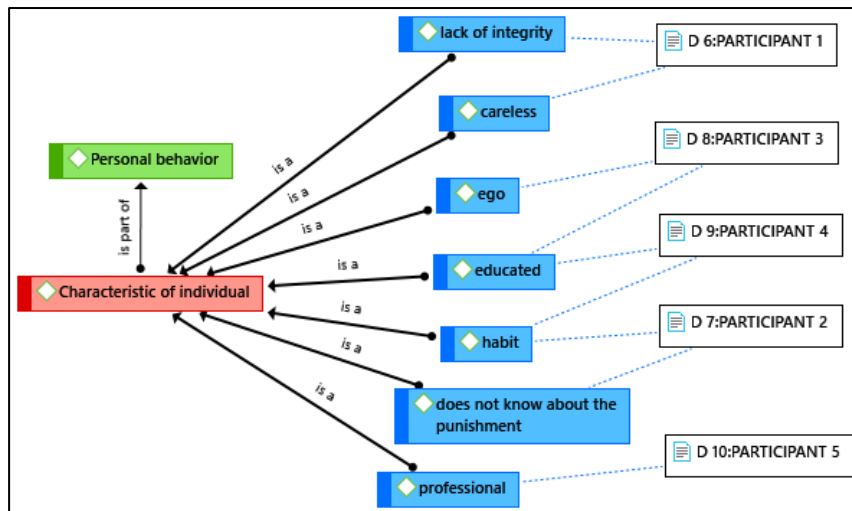 lack of integrity
D 6:PARTICIPANT 1
careless
D 8:PARTICIPANT 3
Personal behavior
is a
is a
ego
is a
D 9:PARTICIPANT 4
is part of
is a
educated
Characteristic of individual
is a
habit
D 7:PARTICIPANT 2
is a
does not know about the
punishment
is a
D 10:PARTICIPANT 5
professional